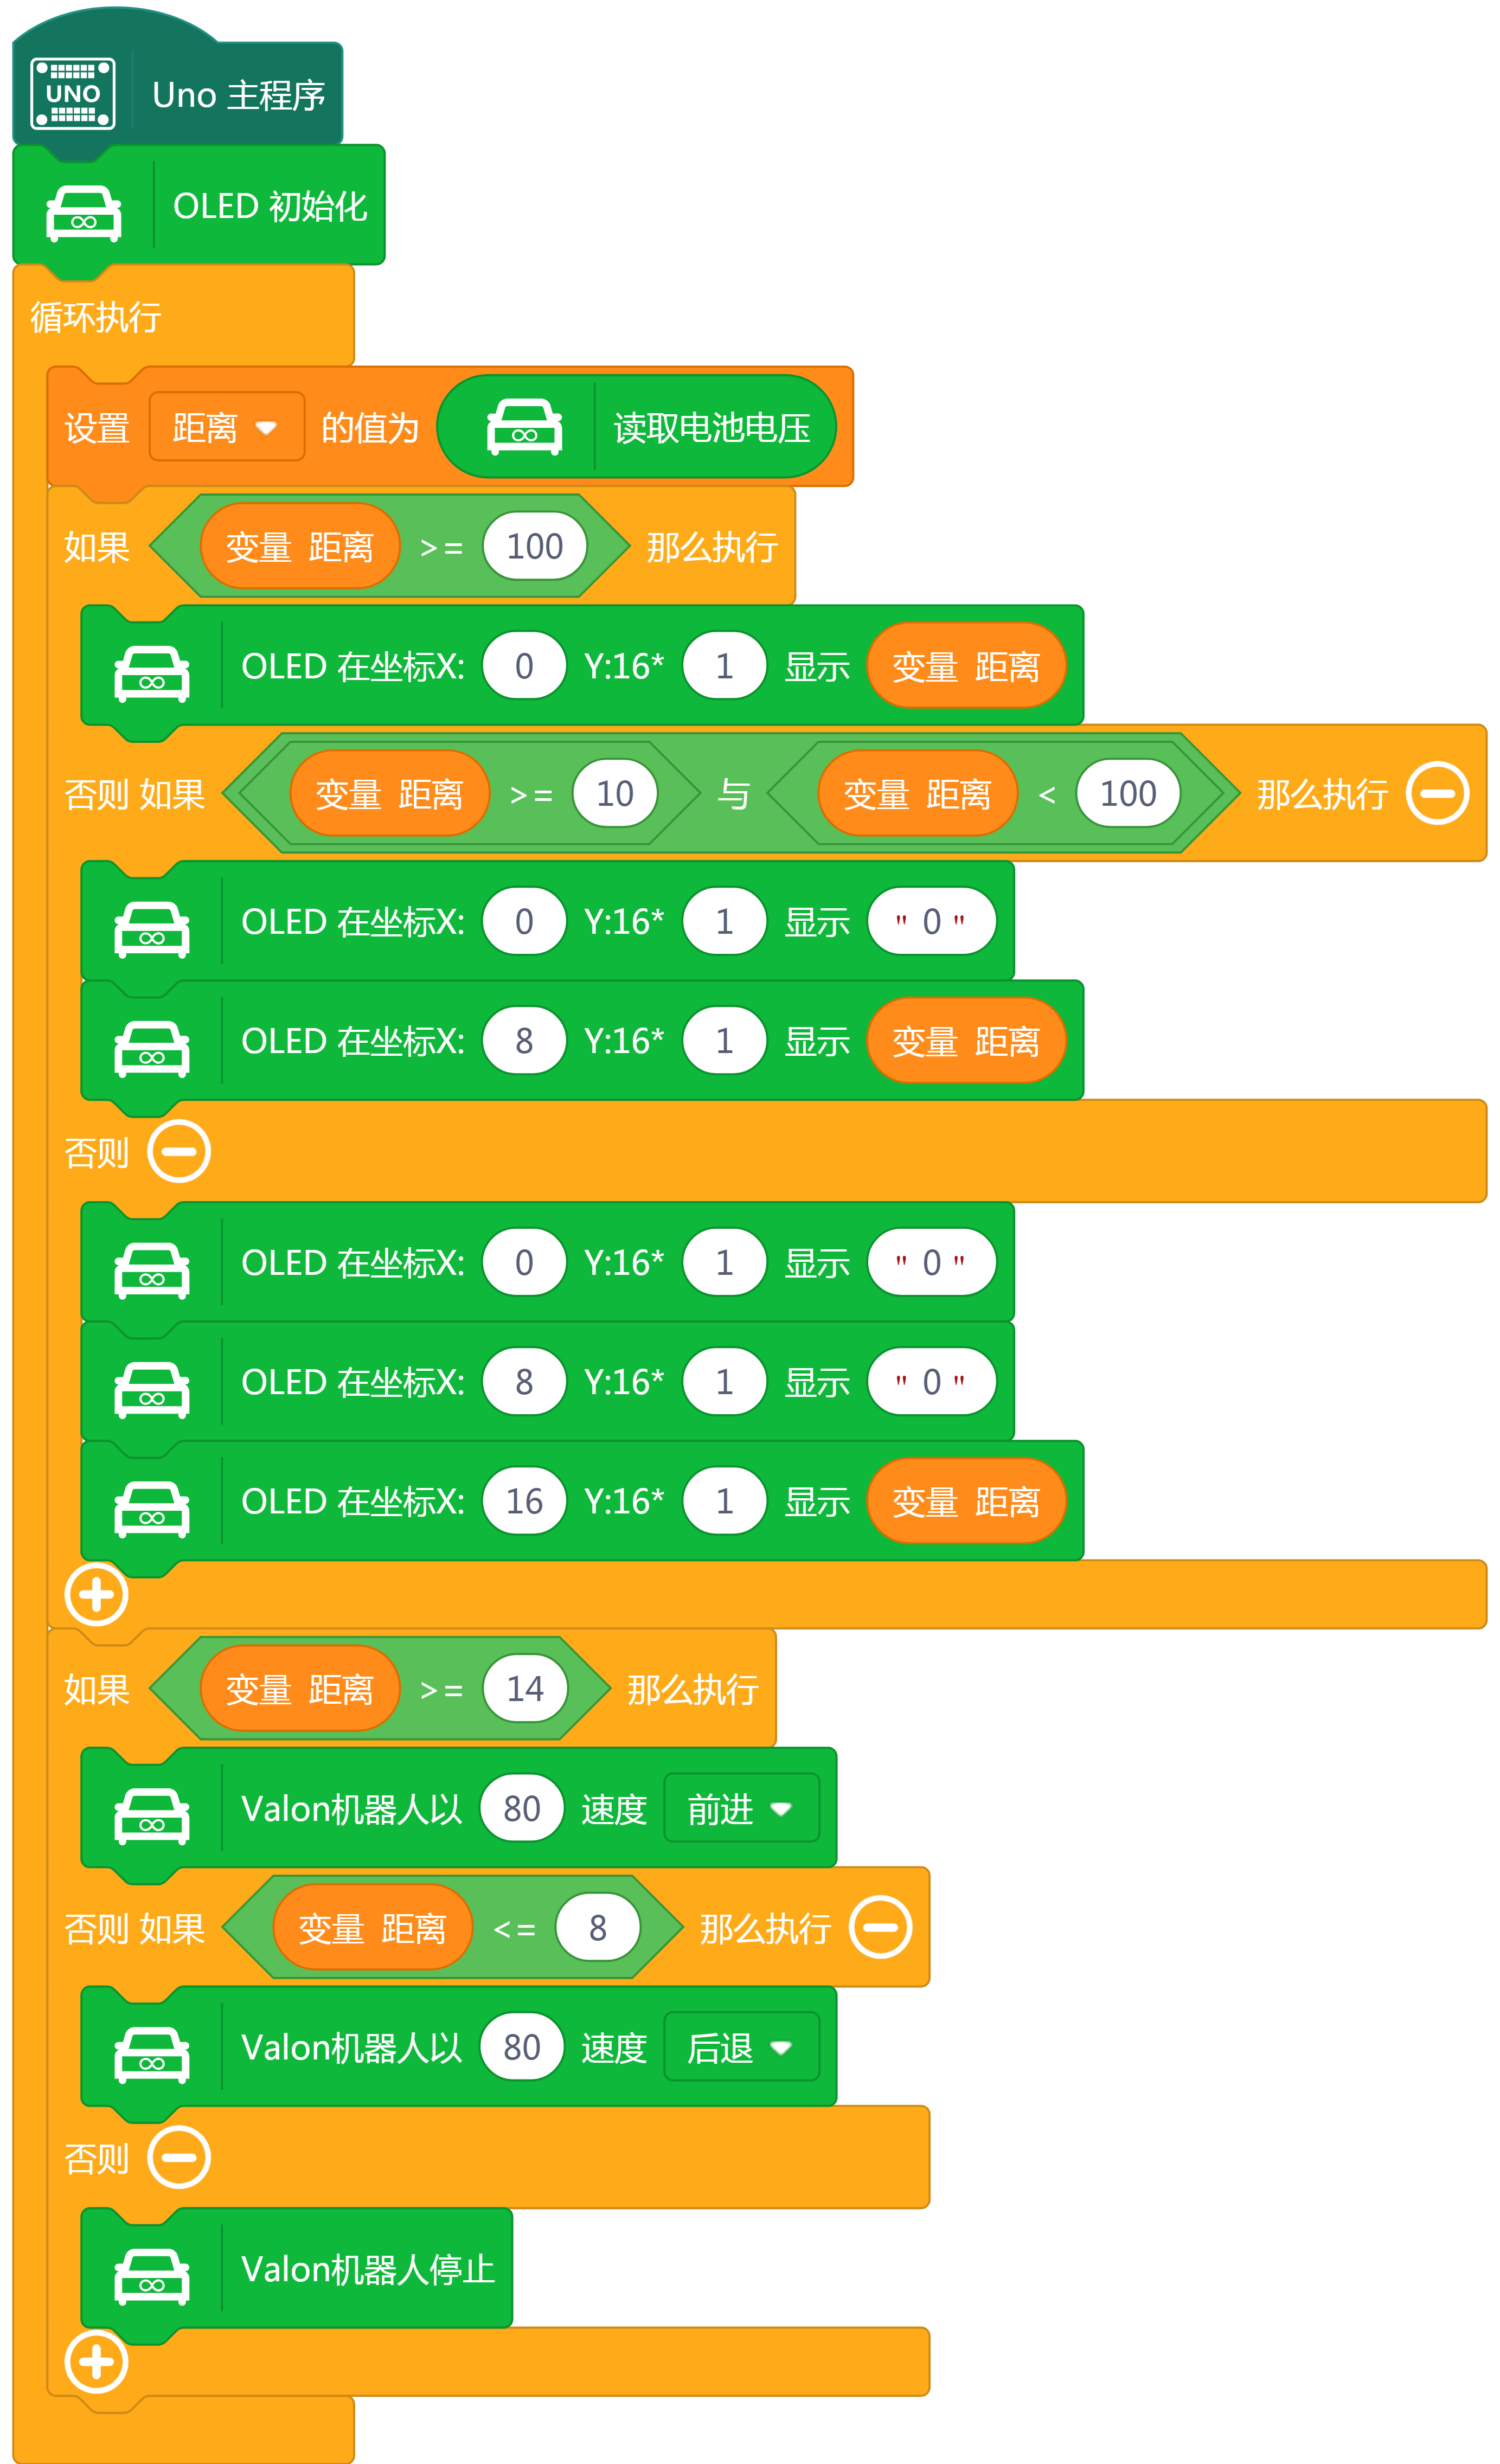 UNO Uno 主程序
OLED 初始化
循环执行
设置 距离 的值为 读取电池电压
如果 变量 距离 >= 100 那么执行
OLED 在坐标X: 0 Y:16* 1 显示 变量 距离
否则 如果 变量 距离 >= 10 与 变量 距离 < 100 那么执行
OLED 在坐标X: 0 Y:16* 1 显示 " 0 "
OLED 在坐标X: 8 Y:16* 1 显示 变量 距离
否则
OLED 在坐标X: 0 Y:16* 1 显示 " 0 "
OLED 在坐标X: 8 Y:16* 1 显示 " 0 "
OLED 在坐标X: 16 Y:16* 1 显示 变量 距离
如果 变量 距离 >= 14 那么执行
Valon机器人以 80 速度 前进
否则 如果 变量 距离 <= 8 那么执行
Valon机器人以 80 速度 后退
否则
Valon机器人停止